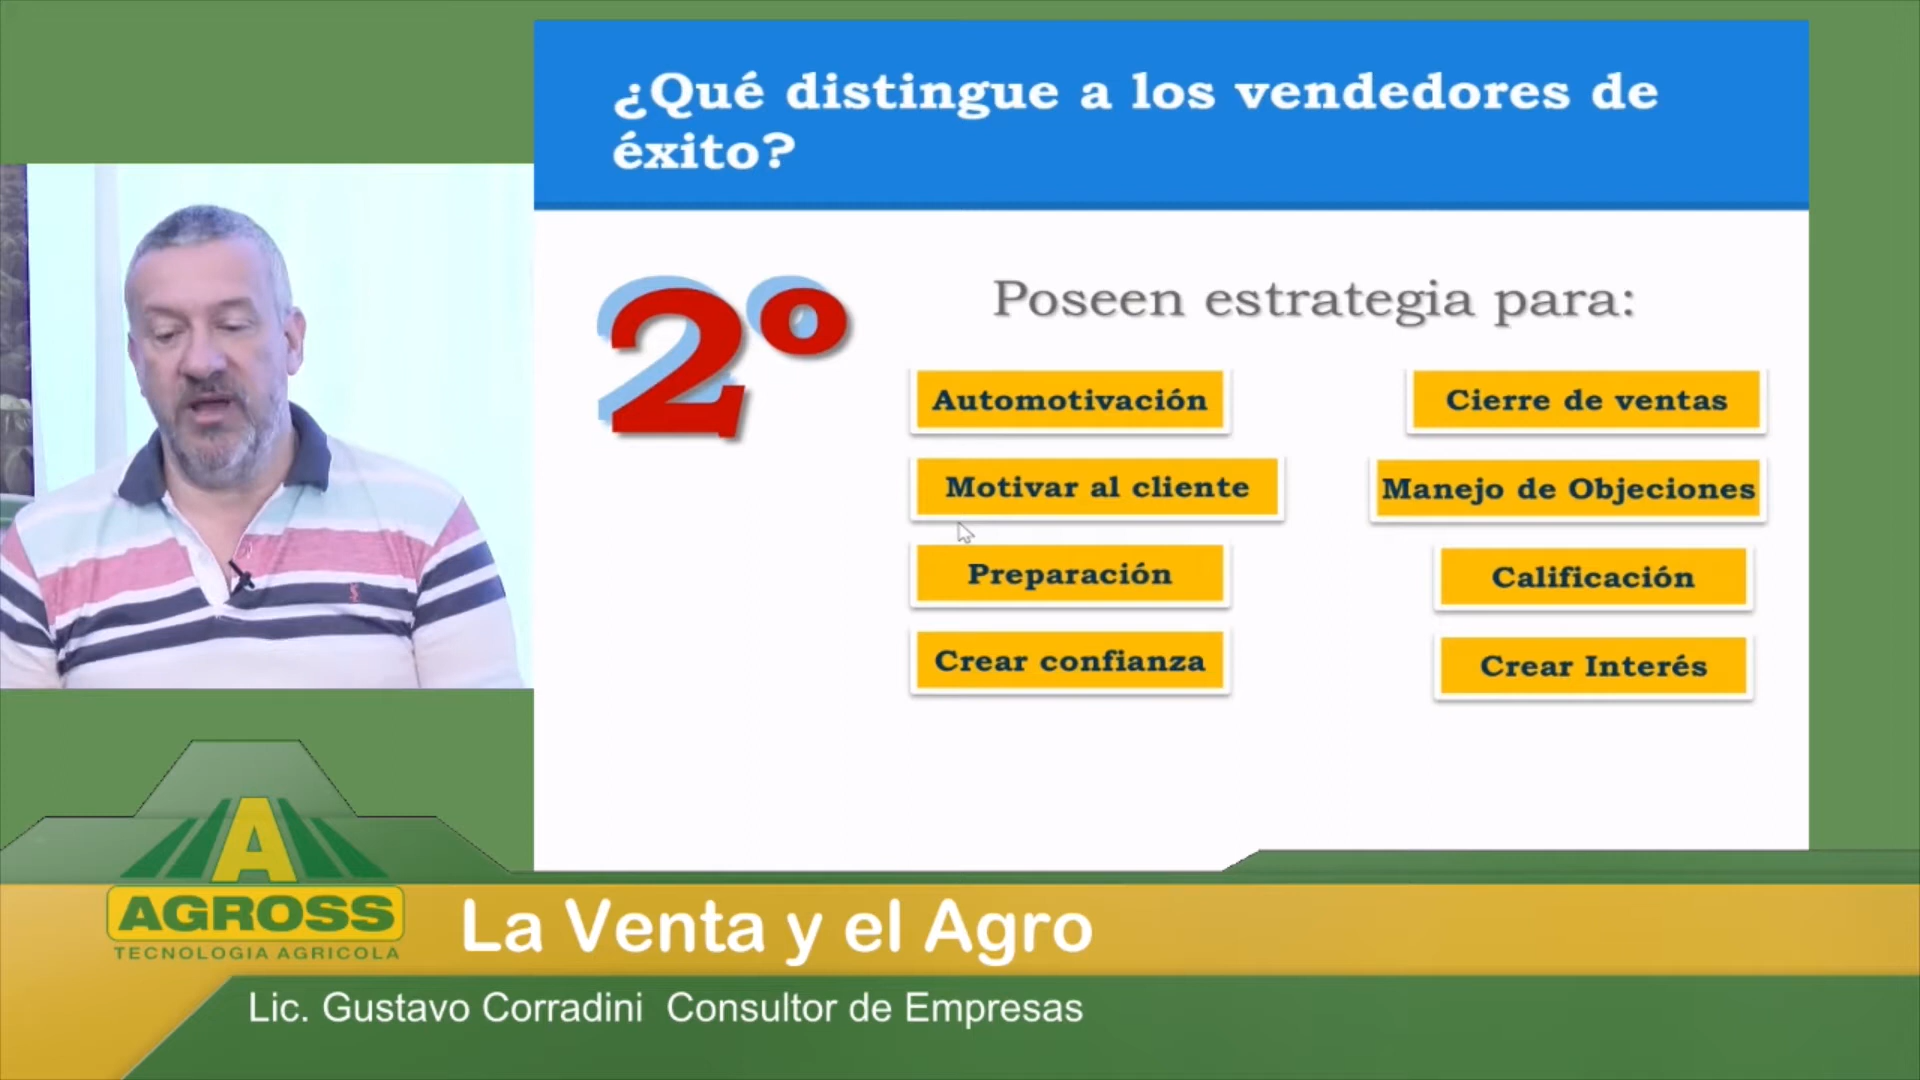 ¿Qué distingue a los vendedores de
éxito?
2º
Poseen estrategia para:
Automotivación
Cierre de ventas
Motivar al cliente
Manejo de Objeciones
Preparación
Calificación
Crear confianza
Crear Interés
A
AGROSS
TECNOLOGIA AGRICOLA
La Venta y el Agro
Lic. Gustavo Corradini Consultor de Empresas